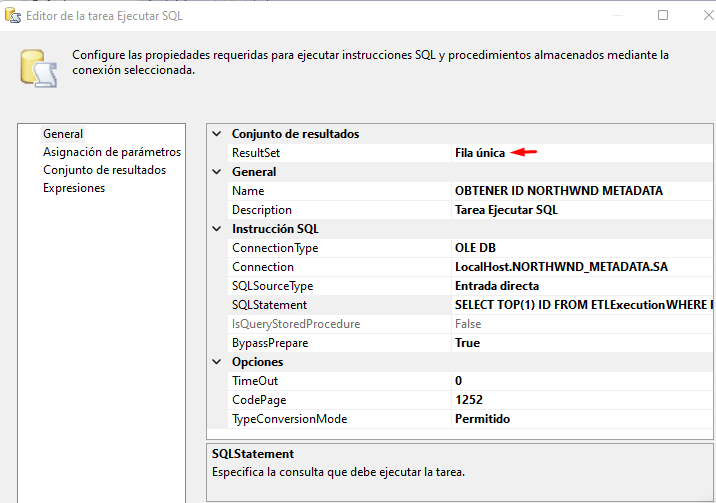 Editor de la tarea Ejecutar SQL
Configure las propiedades requeridas para ejecutar instrucciones SQL y procedimientos almacenados mediante la
conexión seleccionada.
General
Asignación de parámetros
Conjunto de resultados
Expresiones
Conjunto de resultados
ResultSet Fila única
General
Name OBTENER ID NORTHWND METADATA
Description Tarea Ejecutar SQL
Instrucción SQL
ConnectionType OLE DB
Connection LocalHost.NORTHWND_METADATA.SA
SQLSourceType Entrada directa
SQLStatement SELECT TOP(1) ID FROM ETLExecutionWHERE
IsQueryStoredProcedure False
BypassPrepare True
Opciones
TimeOut 0
CodePage 1252
TypeConversionMode Permitido
SQLStatement
Especifica la consulta que debe ejecutar la tarea.